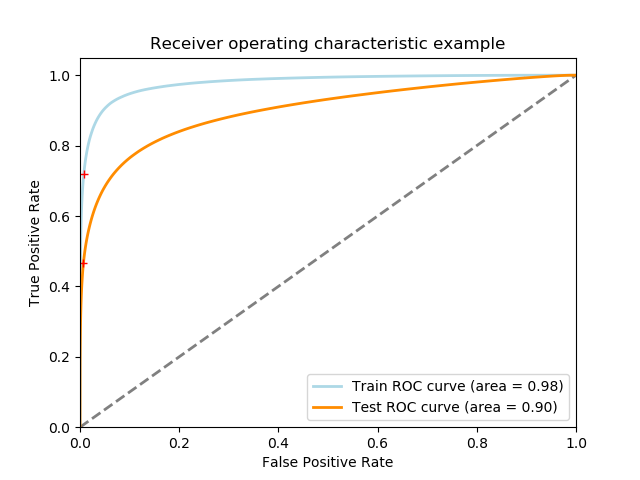 Receiver operating characteristic example
1.0
0.8
0.6
0.4
0.2
0.0
True Positive Rate
Train ROC curve (area = 0.98)
Test ROC curve (area = 0.90)
0.0 0.2 0.4 0.6 0.8 1.0
False Positive Rate